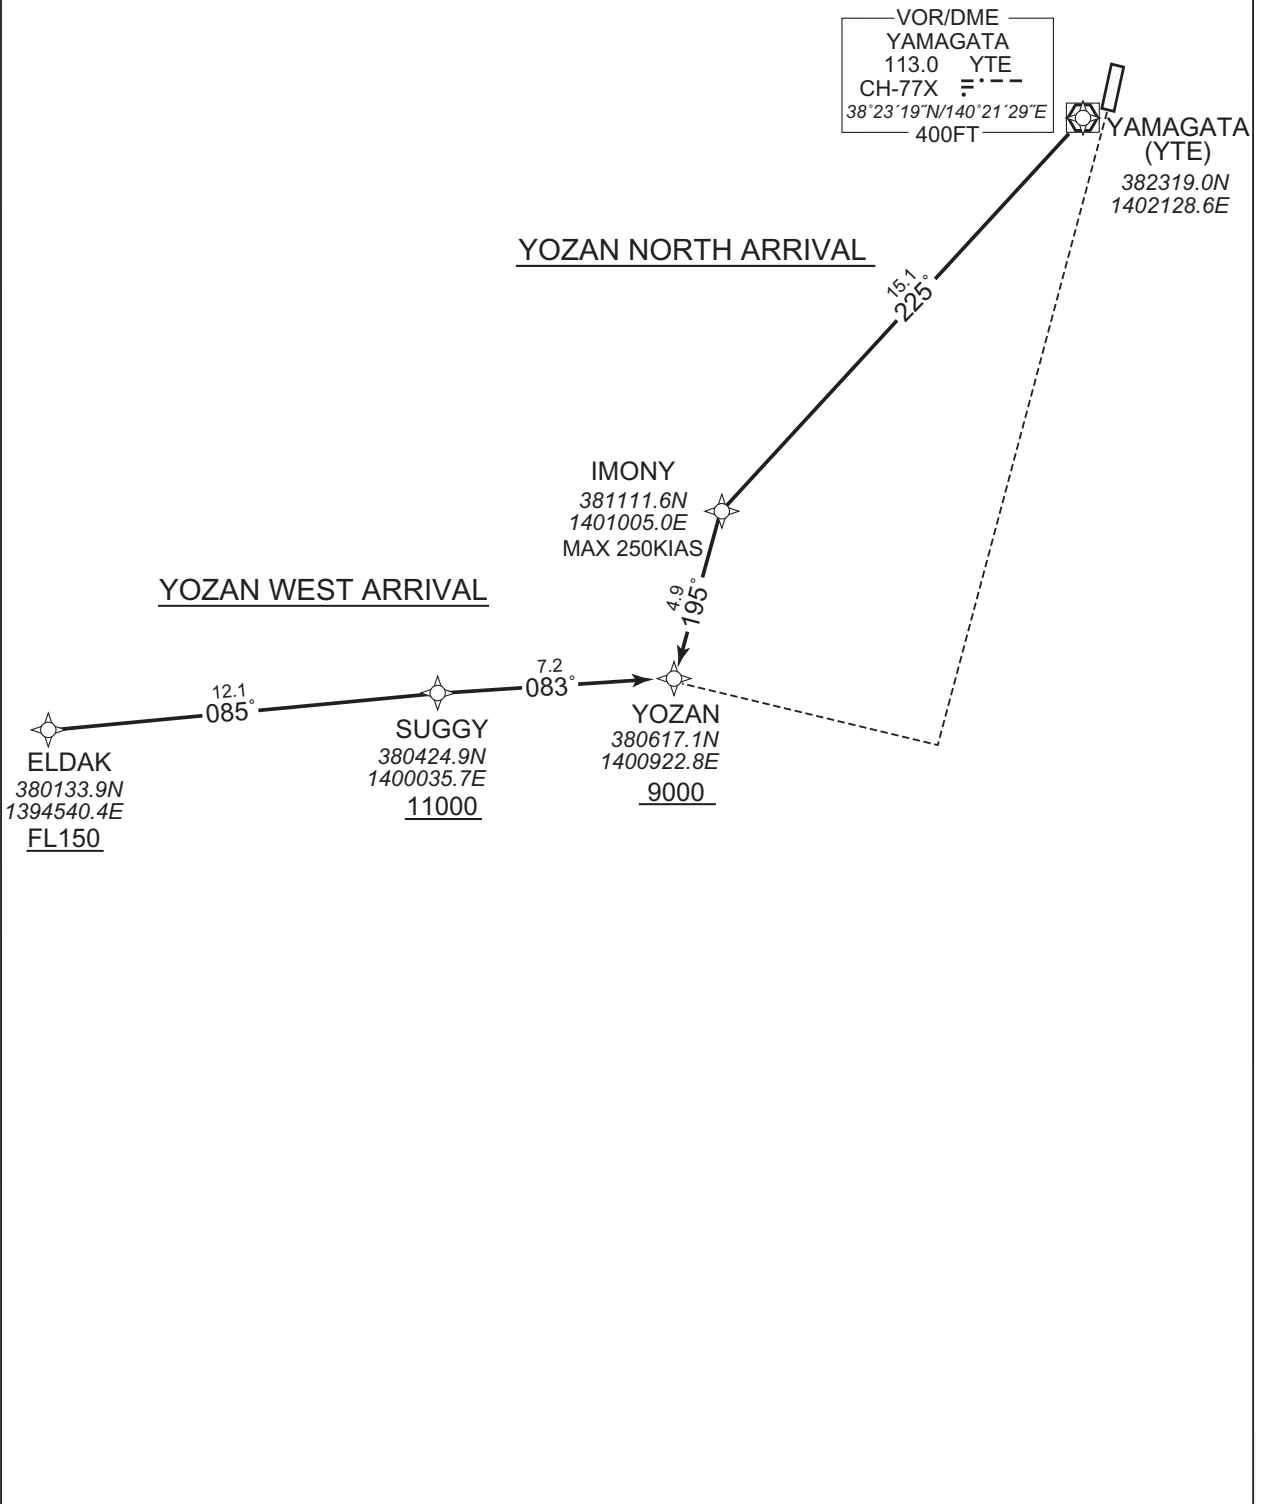 VOR/DME
YAMAGATA
113.0 YTE
CH-77X
38°23´19˝N/140°21´29˝E
400FT
YAMAGATA
(YTE)
382319.0N
1402128.6E
YOZAN NORTH ARRIVAL
15.1
225°
IMONY
381111.6N
1401005.0E
MAX 250KIAS
4.9
195°
YOZAN WEST ARRIVAL
12.1
085°
7.2
083°
ELDAK
380133.9N
1394540.4E
FL150
SUGGY
380424.9N
1400035.7E
11000
YOZAN
380617.1N
1400922.8E
9000